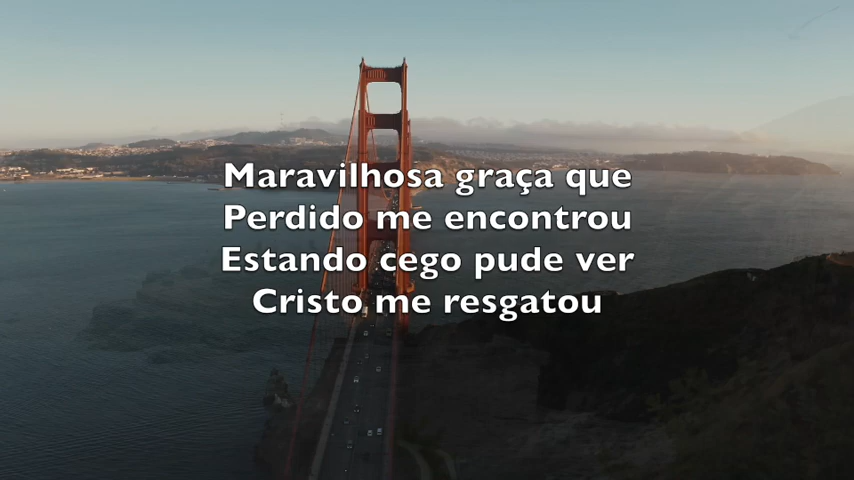 Maravilhosa graça que
Perdido me encontrou
Estando cego pude ver
Cristo me resgatou